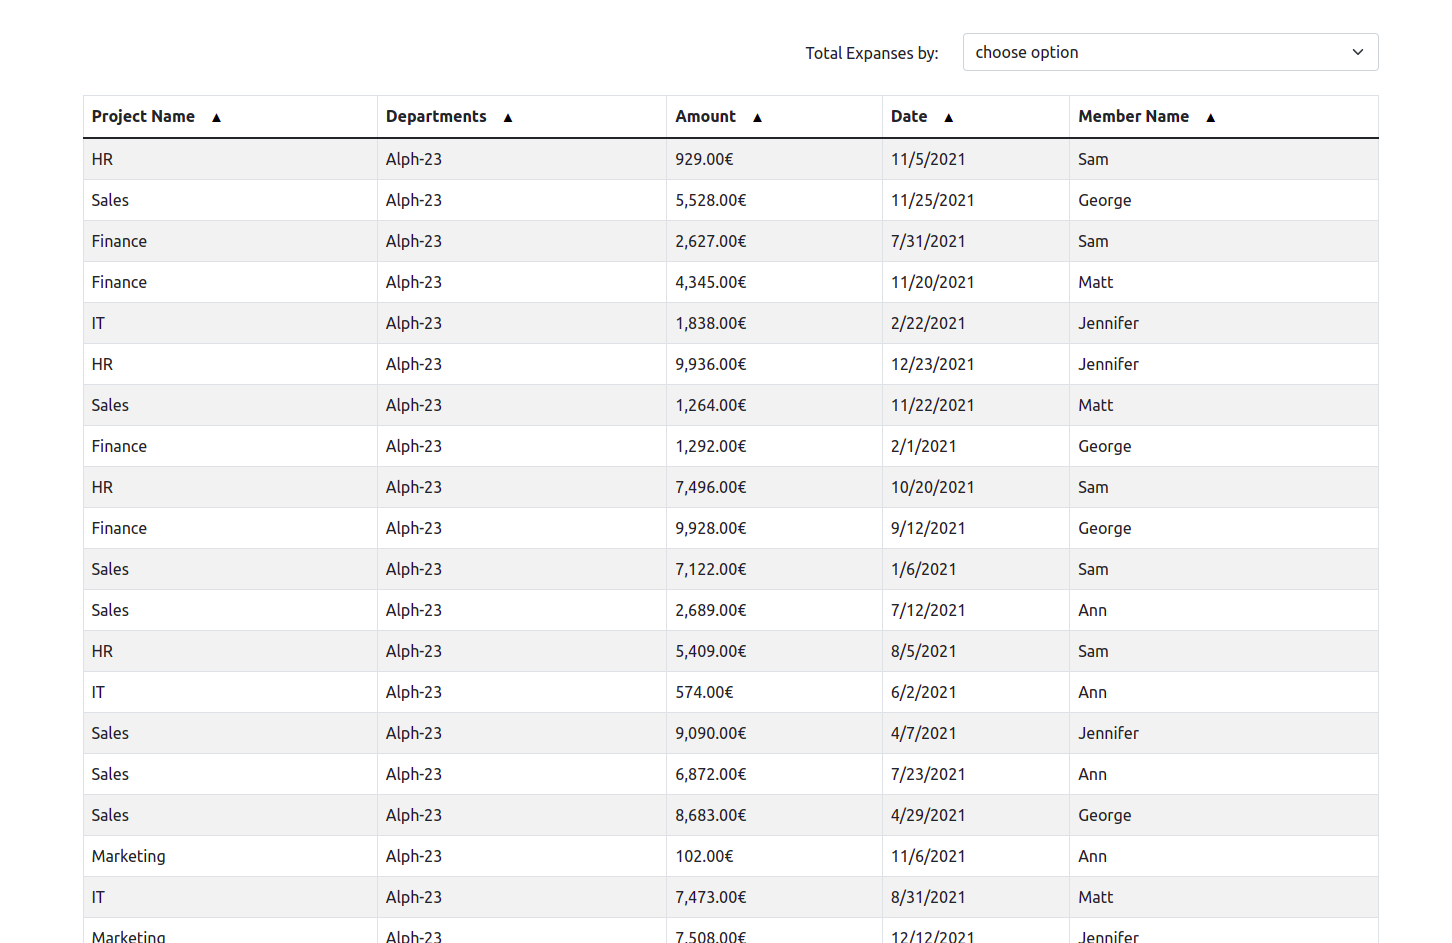 Total Expanses by: choose option
Project Name ▲ Departments ▲ Amount ▲ Date ▲ Member Name ▲
HR Alph-23 929.00€ 11/5/2021 Sam
Sales Alph-23 5,528.00€ 11/25/2021 George
Finance Alph-23 2,627.00€ 7/31/2021 Sam
Finance Alph-23 4,345.00€ 11/20/2021 Matt
IT Alph-23 1,838.00€ 2/22/2021 Jennifer
HR Alph-23 9,936.00€ 12/23/2021 Jennifer
Sales Alph-23 1,264.00€ 11/22/2021 Matt
Finance Alph-23 1,292.00€ 2/1/2021 George
HR Alph-23 7,496.00€ 10/20/2021 Sam
Finance Alph-23 9,928.00€ 9/12/2021 George
Sales Alph-23 7,122.00€ 1/6/2021 Sam
Sales Alph-23 2,689.00€ 7/12/2021 Ann
HR Alph-23 5,409.00€ 8/5/2021 Sam
IT Alph-23 574.00€ 6/2/2021 Ann
Sales Alph-23 9,090.00€ 4/7/2021 Jennifer
Sales Alph-23 6,872.00€ 7/23/2021 Ann
Sales Alph-23 8,683.00€ 4/29/2021 George
Marketing Alph-23 102.00€ 11/6/2021 Ann
IT Alph-23 7,473.00€ 8/31/2021 Matt
Marketing Alph-23 7,508.00€ 12/12/2021 Jennifer